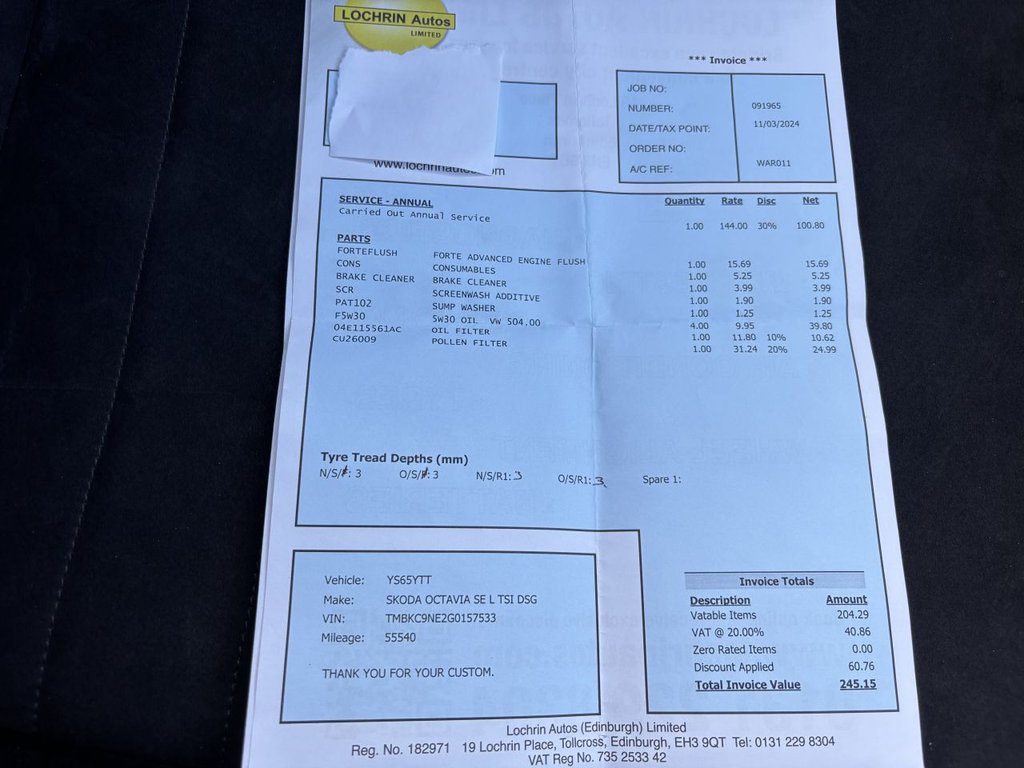 LOCHRIN Autos
LIMITED
*** Invoice ***
JOB NO:
NUMBER: 091965
DATE/TAX POINT: 11/03/2024
ORDER NO:
A/C REF: WAR011
www.lochrinautos. om
SERVICE - ANNUAL Quantity Rate Disc Net
Carried Out Annual Service 1.00 144.00 30% 100.80
PARTS
FORTEFLUSH FORTE ADVANCED ENGINE FLUSH 1.00 15.69 15.69
CONS CONSUMABLES 1.00 5.25 5.25
BRAKE CLEANER BRAKE CLEANER 1.00 3.99 3.99
SCR SCREENWASH ADDITIVE 1.00 1.90 1.90
PAT102 SUMP WASHER 1.00 1.25 1.25
F5W30 5W30 OIL VW 504.00 4.00 9.95 39.80
04E115561AC OIL FILTER 1.00 11.80 10% 10.62
CU26009 POLLEN FILTER 1.00 31.24 20% 24.99
Tyre Tread Depths (mm)
N/S/F: 3 O/S/F: 3 N/S/R1: 3 O/S/R1: 3 Spare 1:
Vehicle: YS65YTT
Make: SKODA OCTAVIA SE L TSI DSG
VIN: TMBKC9NE2G0157533
Mileage: 55540
THANK YOU FOR YOUR CUSTOM.
Invoice Totals
Description Amount
Vatable Items 204.29
VAT @ 20.00% 40.86
Zero Rated Items 0.00
Discount Applied 60.76
Total Invoice Value 245.15
Lochrin Autos (Edinburgh) Limited
Reg. No. 182971 19 Lochrin Place, Tollcross, Edinburgh, EH3 9QT Tel: 0131 229 8304
VAT Reg No. 735 2533 42